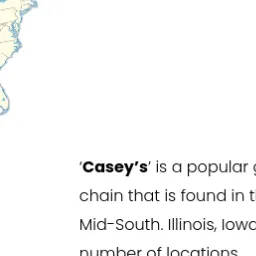 ‘Casey’s’ is a popular
chain that is found in
Mid-South. Illinois,
number of locations